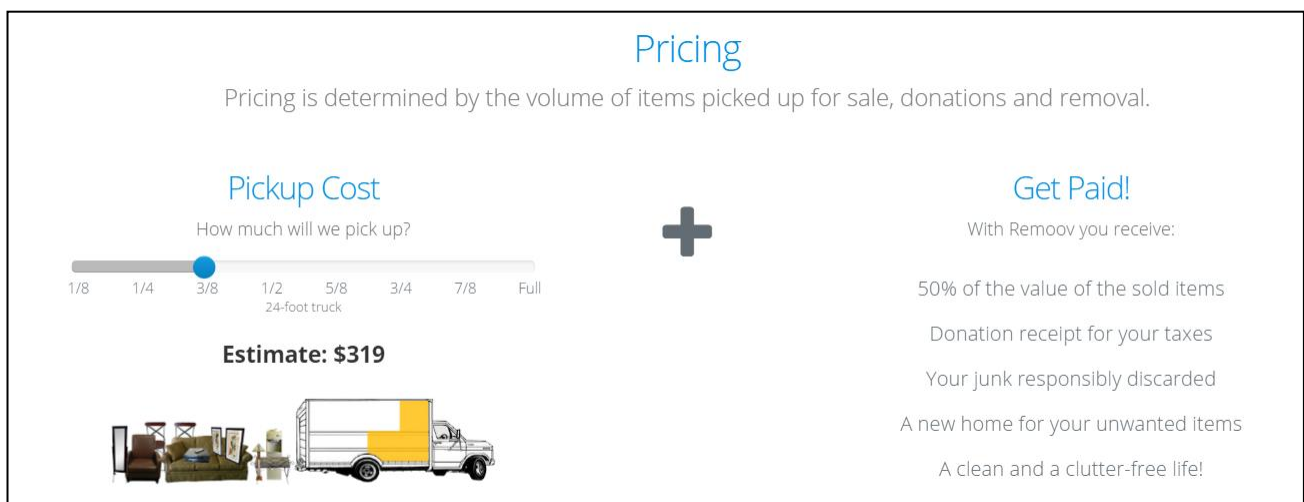 Pricing
Pricing is determined by the volume of items picked up for sale, donations and removal.
Pickup Cost
How much will we pick up?
1/8 1/4 3/8 1/2 5/8 3/4 7/8 Full
24-foot truck
Estimate: $319
Get Paid!
With Remoov you receive:
50% of the value of the sold items
Donation receipt for your taxes
Your junk responsibly discarded
A new home for your unwanted items
A clean and a clutter-free life!